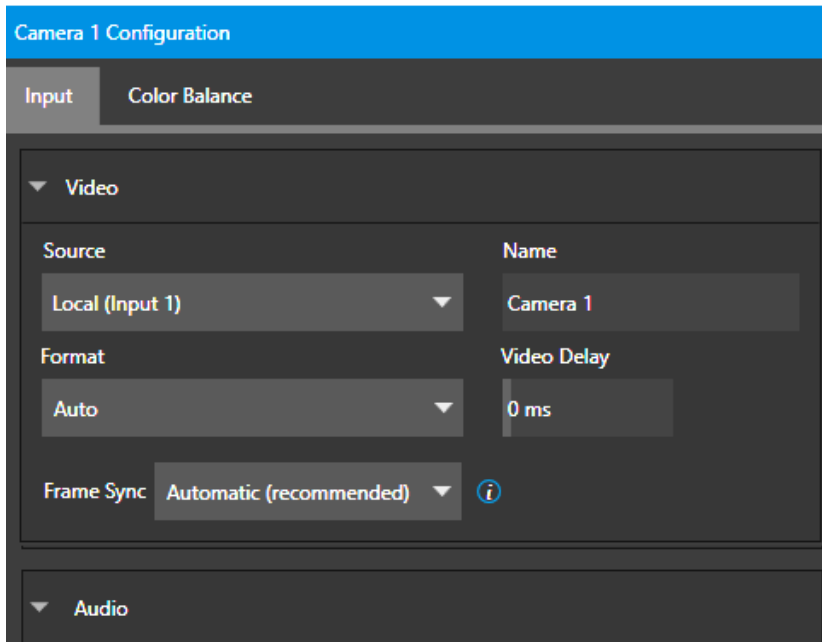 Camera 1 Configuration
Input Color Balance
Video
Source Name
Local (Input 1) Camera 1
Format Video Delay
Auto 0 ms
Frame Sync Automatic (recommended) i
Audio